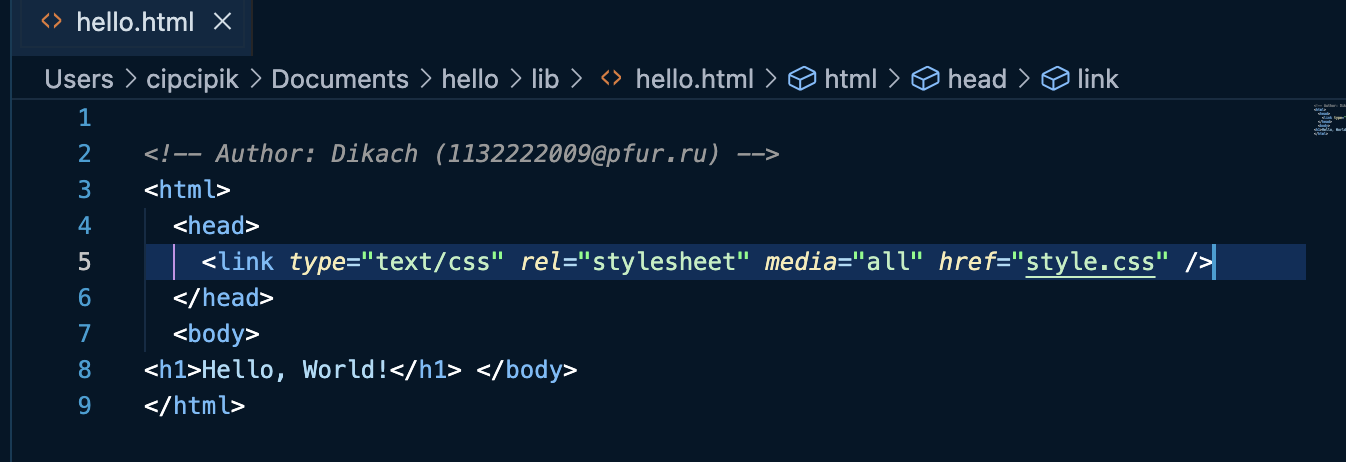 hello.html
Users > cipcipik > Documents > hello > lib > hello.html > html > head > link
1
2 <!-- Author: Dikach (1132222009@pfur.ru) -->
3 <html>
4 <head>
5 <link type="text/css" rel="stylesheet" media="all" href="style.css" />
6 </head>
7 <body>
8 <h1>Hello, World!</h1> </body>
9 </html>